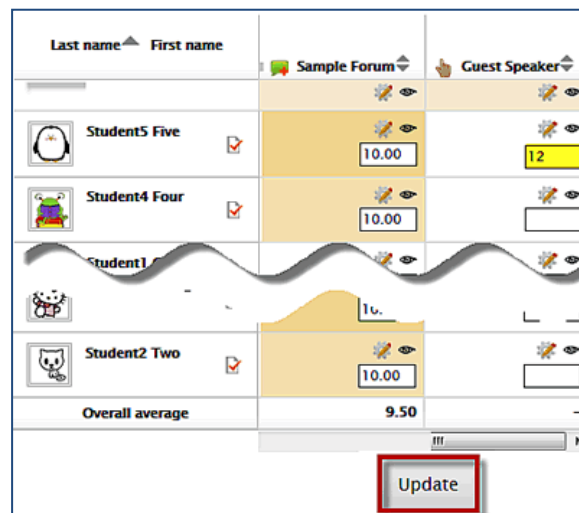 Last name First name
Sample Forum
Guest Speaker
Student5 Five
10.00
12
Student4 Four
10.00
Student1
Student2 Two
10.00
Overall average
9.50
-
Update